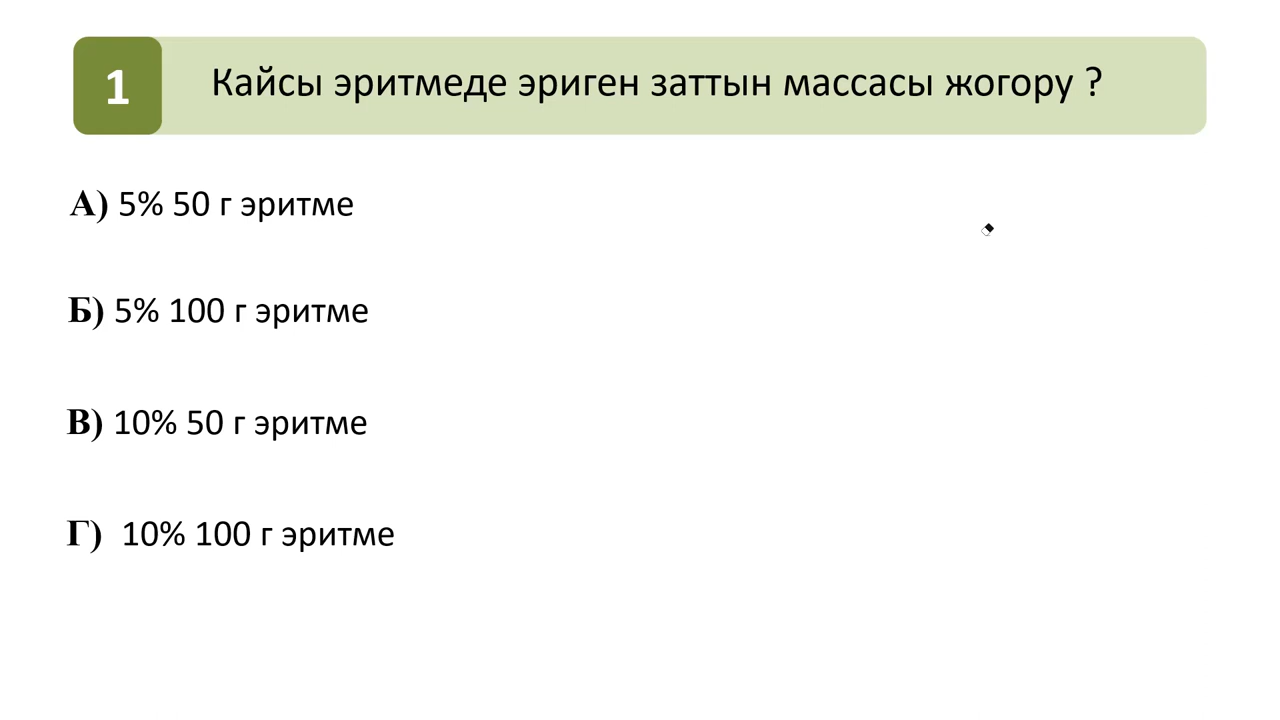 1
Кайсы эритмеде эриген заттын массасы жогору ?
А) 5% 50 г эритме
Б) 5% 100 г эритме
В) 10% 50 г эритме
Г) 10% 100 г эритме